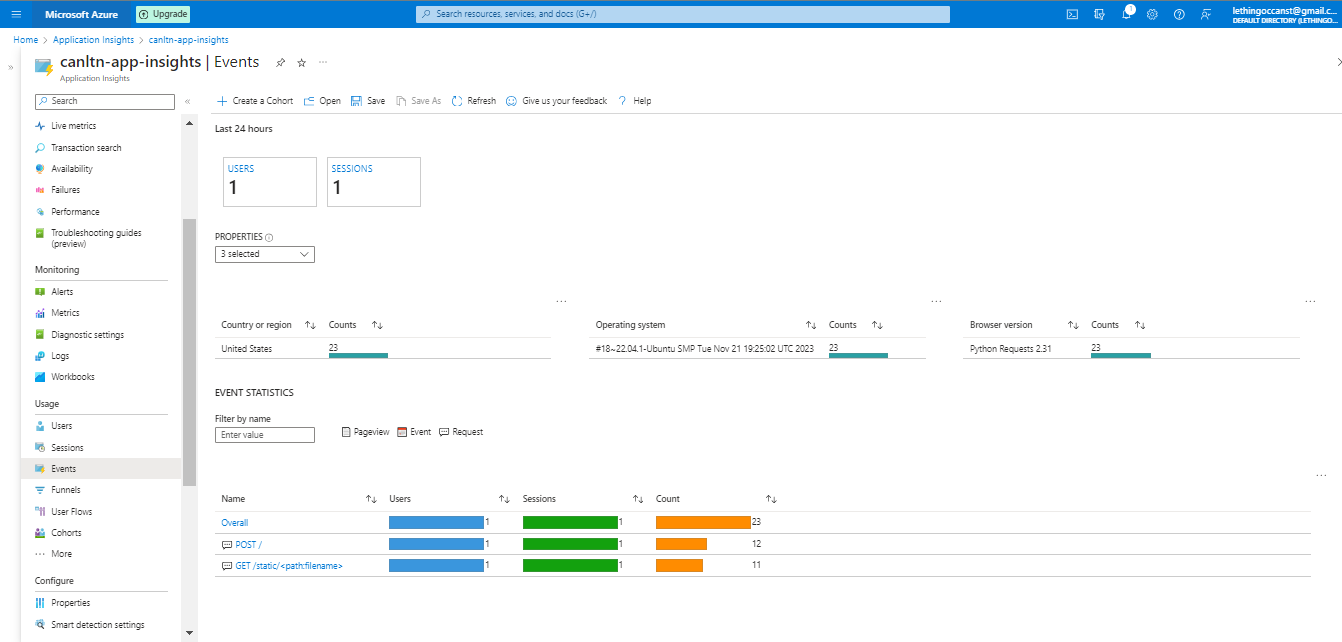 Microsoft Azure
Upgrade
Search resources, services, and docs (G+/)
1
lethingoccanst@gmail.c...
DEFAULT DIRECTORY (LETHINGO...
Home > Application Insights > canltn-app-insights
canltn-app-insights | Events
Application Insights
Search
Live metrics
Transaction search
Availability
Failures
Performance
Troubleshooting guides
(preview)
Monitoring
Alerts
Metrics
Diagnostic settings
Logs
Workbooks
Usage
Users
Sessions
Events
Funnels
User Flows
Cohorts
More
Configure
Properties
Smart detection settings
Create a Cohort Open Save Save As Refresh Give us your feedback Help
Last 24 hours
USERS
1
SESSIONS
1
PROPERTIES
3 selected
Country or region Counts
United States 23
Operating system Counts
#18~22.04.1-Ubuntu SMP Tue Nov 21 19:25:02 UTC 2023 23
Browser version Counts
Python Requests 2.31 23
EVENT STATISTICS
Filter by name
Enter value
Pageview Event Request
Name Users Sessions Count
Overall 1 1 23
POST / 1 1 12
GET /static/<path:filename> 1 1 11